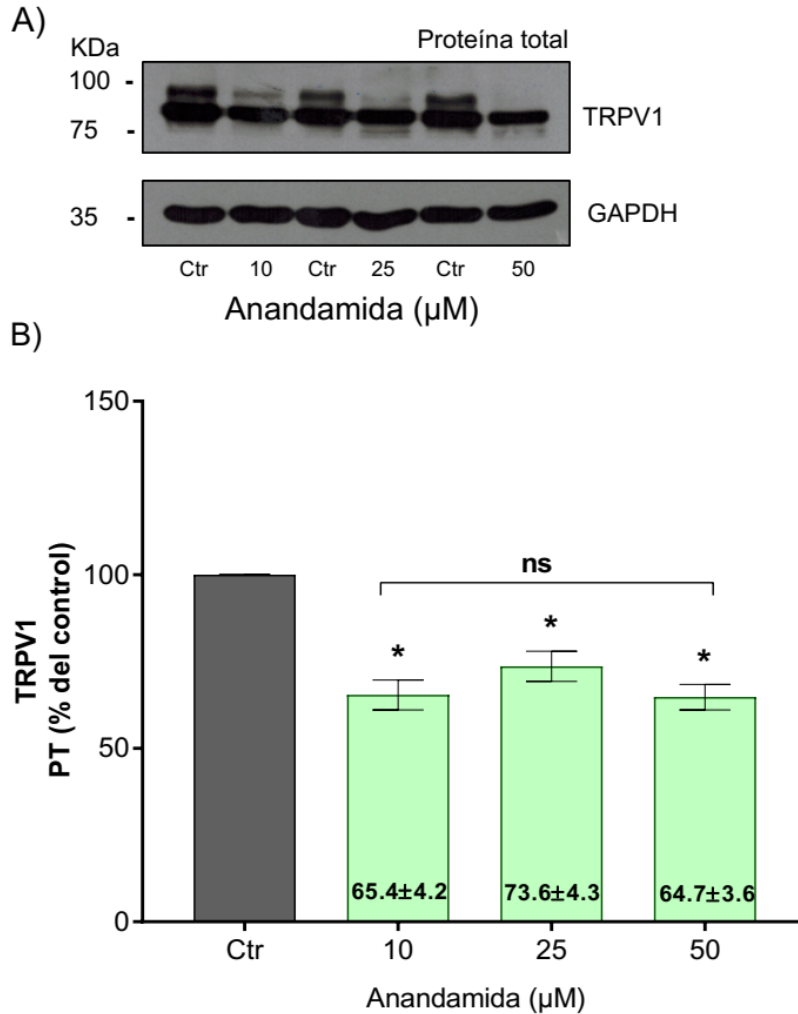 A)
KDa
Proteína total
100 -
75 -
TRPV1
35 -
GAPDH
Ctr 10 Ctr 25 Ctr 50
Anandamida (µM)
B)
150
100
50
0
TRPV1
PT (% del control)
ns
* * *
65.4±4.2 73.6±4.3 64.7±3.6
Ctr 10 25 50
Anandamida (µM)